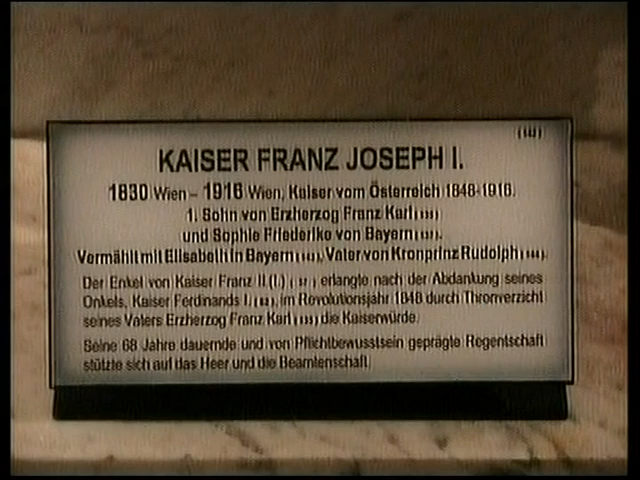 KAISER FRANZ JOSEPH I.
1830 Wien – 1916 Wien, Kaiser vom Österreich 1848-1916.
1. Sohn von Erzherzog Franz Karl
und Sophie Friederike von Bayern
Vermählt mit Elisabeth in Bayern, Vater von Kronprinz Rudolph
Der Enkel von Kaiser Franz II.(I.) erlangte nach der Abdankung seines
Onkels, Kaiser Ferdinands I., im Revolutionsjahr 1848 durch Thronverzicht
seines Vaters Erzherzog Franz Karl die Kaiserwürde.
Seine 68 Jahre dauernde und von Pflichtbewusstsein geprägte Regentschaft
stützte sich auf das Heer und die Beamtenschaft.